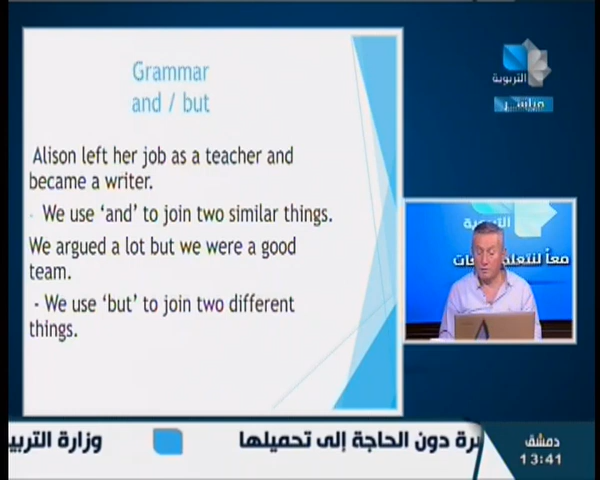 Grammar
and / but
Alison left her job as a teacher and
became a writer.
- We use ‘and’ to join two similar things.
We argued a lot but we were a good
team.
- We use ‘but’ to join two different
things.
التربوية
مباشر
معاً لنتعلم
دمشق
13:41
دون الحاجة إلى تحميلها
وزارة